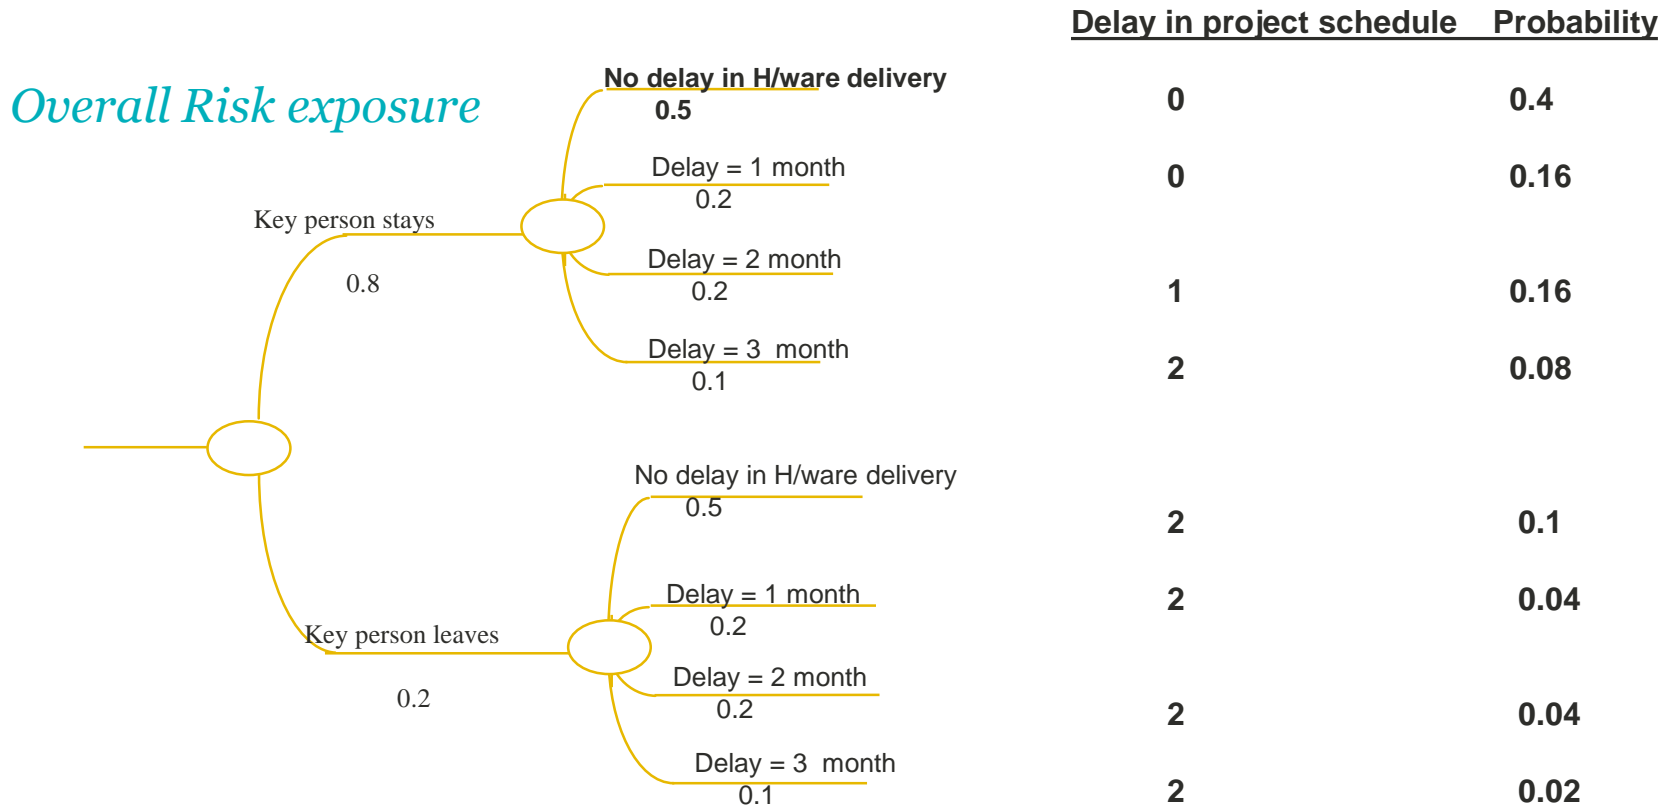 Delay in project schedule Probability
Overall Risk exposure
No delay in H/ware delivery
0.5
0 0.4
Delay = 1 month
0.2
0 0.16
Key person stays
0.8
Delay = 2 month
0.2
1 0.16
Delay = 3 month
0.1
2 0.08
No delay in H/ware delivery
0.5
2 0.1
Delay = 1 month
0.2
2 0.04
Key person leaves
0.2
Delay = 2 month
0.2
2 0.04
Delay = 3 month
0.1
2 0.02